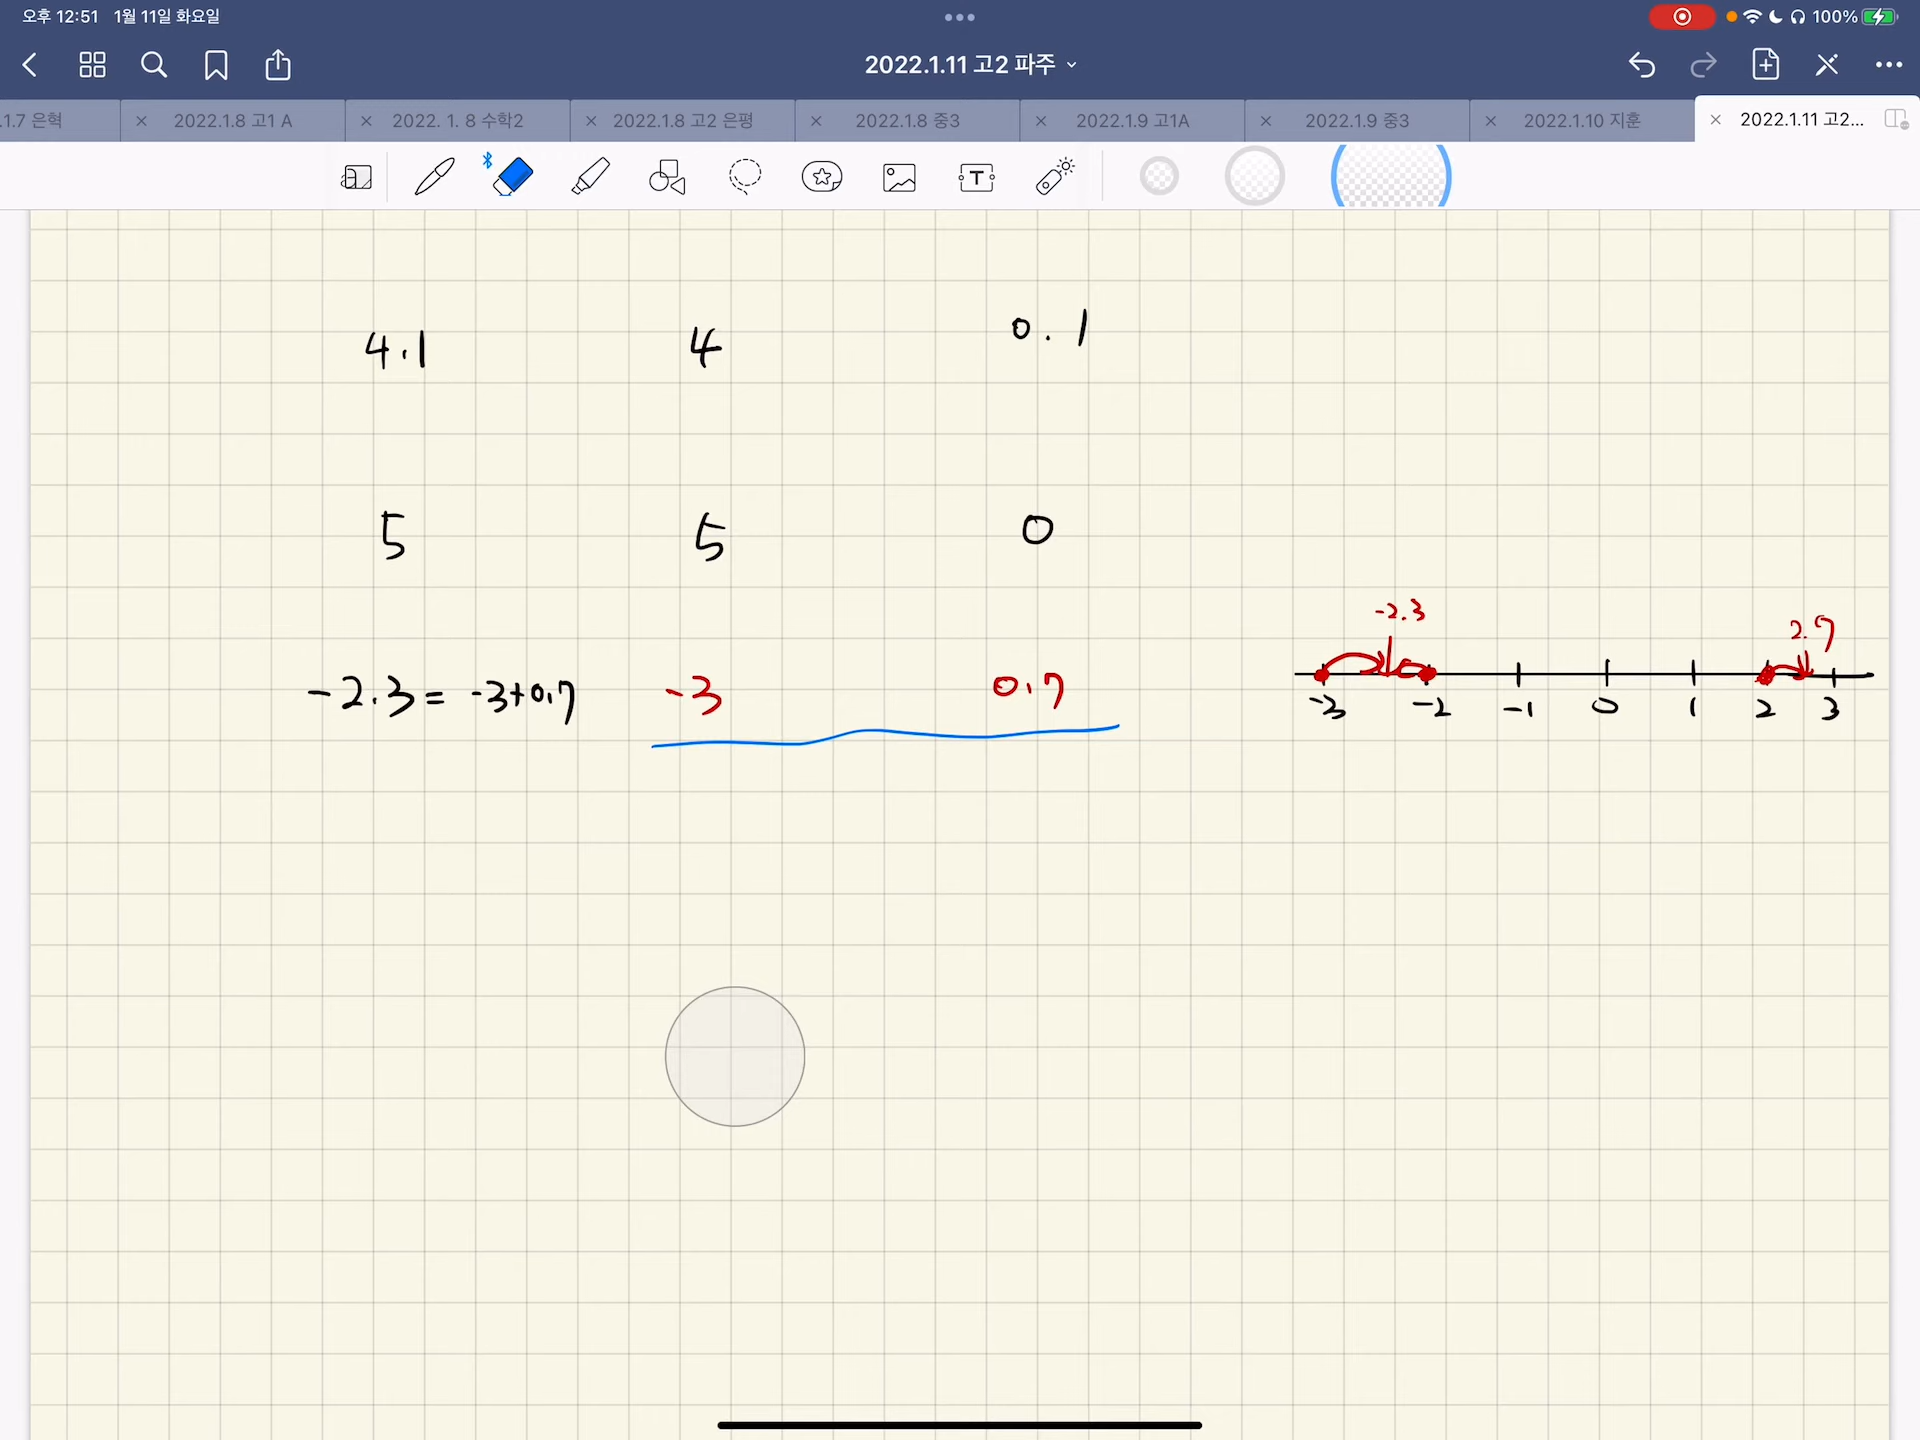 오후 12:51 1월 11일 화요일
100%
2022.1.11 고2 파주
.1.7 은혁
2022.1.8 고1 A
2022. 1. 8 수학2
2022.1.8 고2 은평
2022.1.8 중3
2022.1.9 고1A
2022.1.9 중3
2022.1.10 지훈
2022.1.11 고2...
4.1 4 0.1
5 5 0
-2.3 = -3+0.7 -3 0.7
-2.3 2.7
-3 -2 -1 0 1 2 3